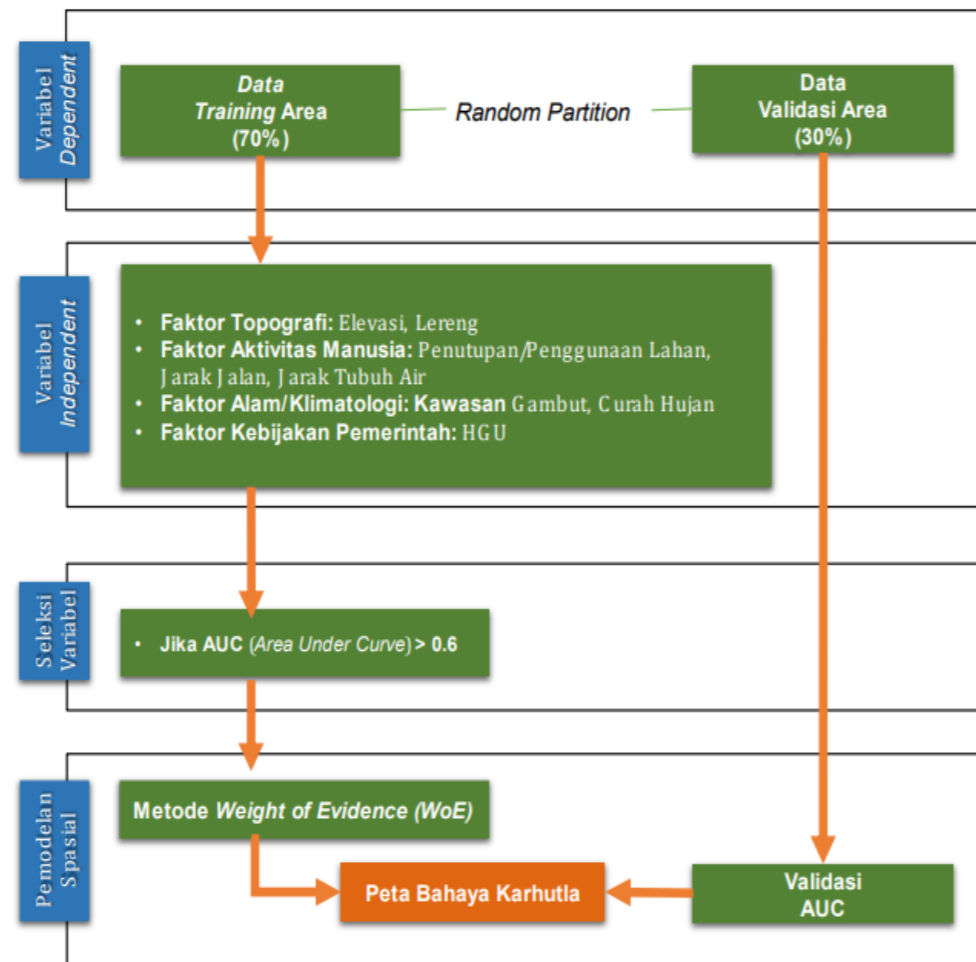 Variabel
Dependent
Data
Training Area
(70%)
Random Partition
Data
Validasi Area
(30%)
Variabel
Independent
• Faktor Topografi: Elevasi, Lereng
• Faktor Aktivitas Manusia: Penutupan/Penggunaan Lahan,
Jarak Jalan, Jarak Tubuh Air
• Faktor Alam/Klimatologi: Kawasan Gambut, Curah Hujan
• Faktor Kebijakan Pemerintah: HGU
Seleksi
Variabel
• Jika AUC (Area Under Curve) > 0.6
Pemodelan
Spasial
Metode Weight of Evidence (WoE)
Peta Bahaya Karhutla
Validasi
AUC